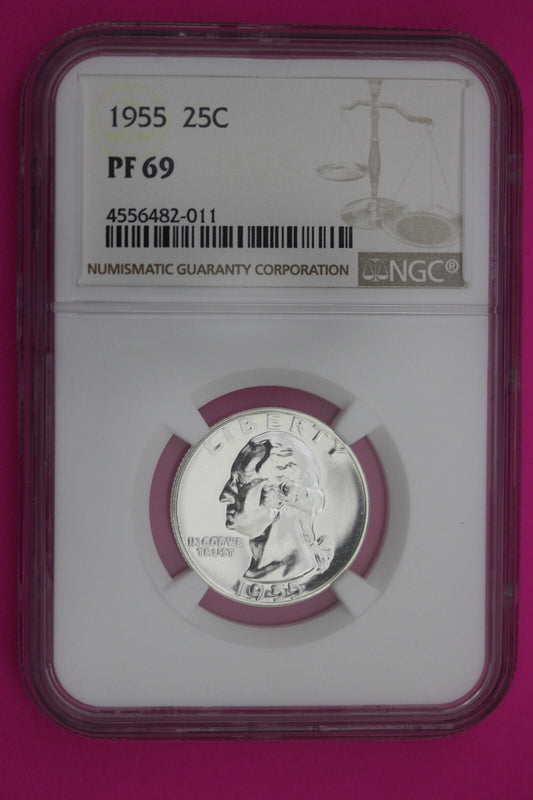 1955 25C
PF 69
4556482-011
NUMISMATIC GUARANTY CORPORATION NGC®
LIBERTY
IN GOD WE
TRUST
1955